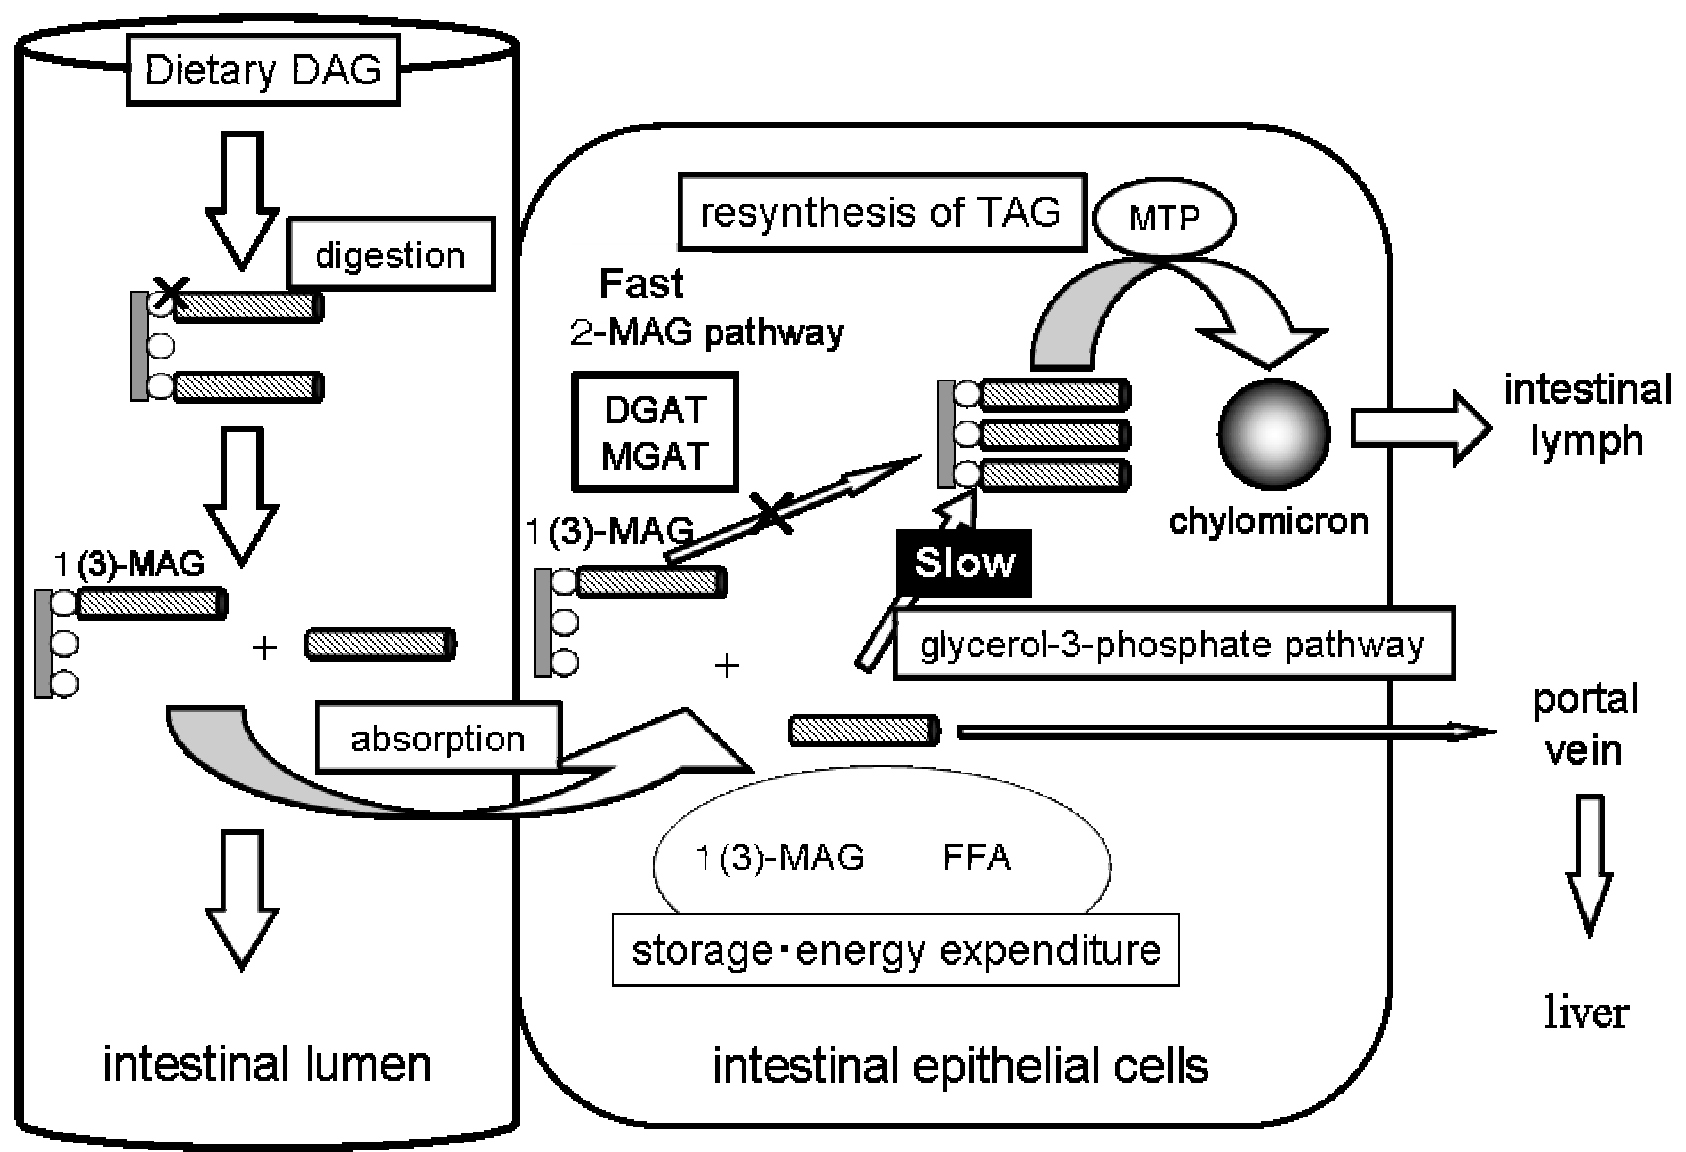 Dietary DAG
digestion
1(3)-MAG
+
absorption
intestinal lumen
resynthesis of TAG
MTP
Fast
2-MAG pathway
DGAT
MGAT
1(3)-MAG
+
Slow
glycerol-3-phosphate pathway
chylomicron
1(3)-MAG FFA
storage・energy expenditure
intestinal epithelial cells
intestinal
lymph
portal
vein
liver